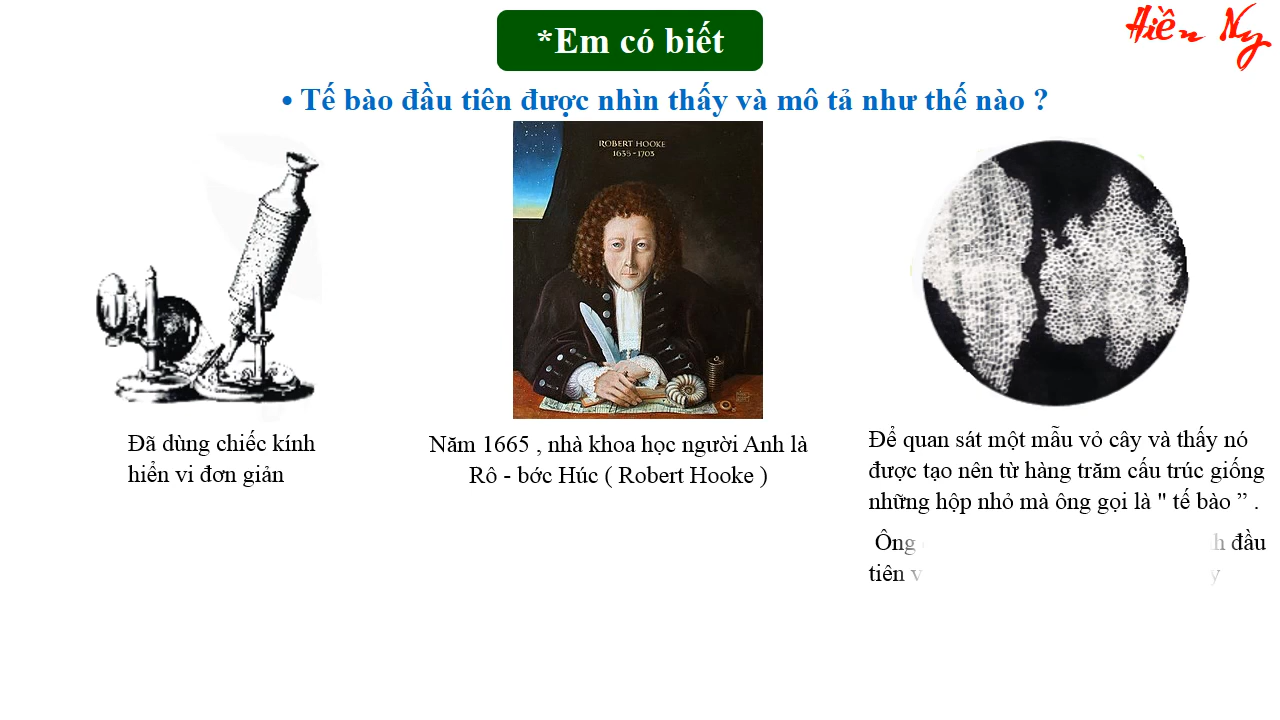 *Em có biết
Hiền Ny
• Tế bào đầu tiên được nhìn thấy và mô tả như thế nào ?
ROBERT HOOKE
1635-1703
Đã dùng chiếc kính
hiển vi đơn giản
Năm 1665 , nhà khoa học người Anh là
Rô - bớc Húc ( Robert Hooke )
Để quan sát một mẫu vỏ cây và thấy nó
được tạo nên từ hàng trăm cấu trúc giống
những hộp nhỏ mà ông gọi là " tế bào ” .
Ông đầu
tiên